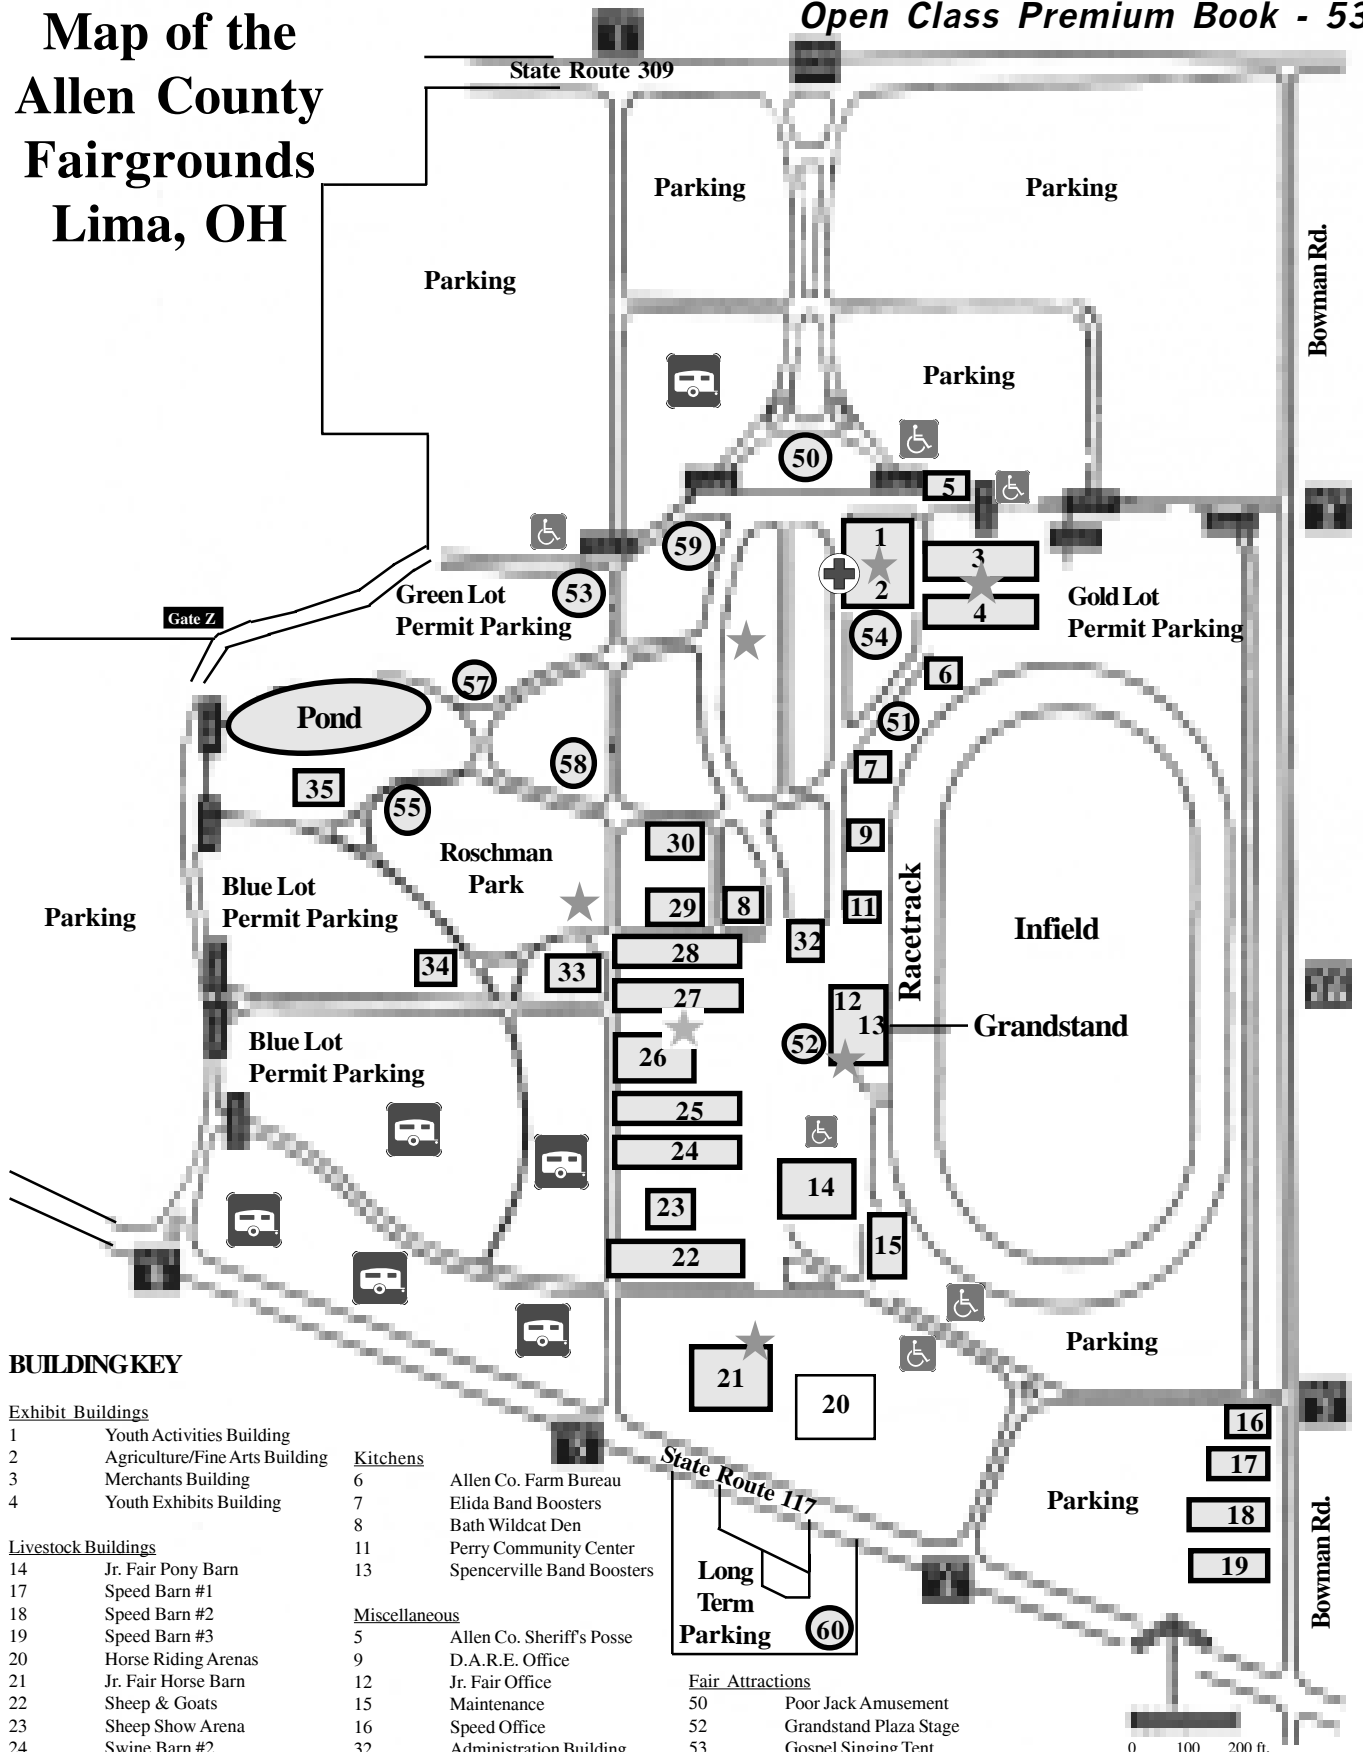 Open Class Premium Book - 53
Map of the
Allen County
Fairgrounds
Lima, OH
State Route 309
Parking
Parking
Parking
Bowman Rd.
Parking
50
5
1
2
3
4
59
53
54
Green Lot
Permit Parking
Gold Lot
Permit Parking
Gate Z
57
6
Pond
51
58
7
35
55
30
9
Roschman
Park
Blue Lot
Permit Parking
Parking
29
8
11
32
Racetrack
Infield
28
34
33
27
12
13
Grandstand
52
26
Blue Lot
Permit Parking
25
24
14
23
15
22
Parking
21
20
16
17
18
19
Parking
Bowman Rd.
State Route 117
Long
Term
Parking
60
BUILDING KEY
Exhibit Buildings
1 Youth Activities Building
2 Agriculture/Fine Arts Building
3 Merchants Building
4 Youth Exhibits Building
Livestock Buildings
14 Jr. Fair Pony Barn
17 Speed Barn #1
18 Speed Barn #2
19 Speed Barn #3
20 Horse Riding Arenas
21 Jr. Fair Horse Barn
22 Sheep & Goats
23 Sheep Show Arena
24 Swine Barn #2
Kitchens
6 Allen Co. Farm Bureau
7 Elida Band Boosters
8 Bath Wildcat Den
11 Perry Community Center
13 Spencerville Band Boosters
Miscellaneous
5 Allen Co. Sheriff's Posse
9 D.A.R.E. Office
12 Jr. Fair Office
15 Maintenance
16 Speed Office
32 Administration Building
Fair Attractions
50 Poor Jack Amusement
52 Grandstand Plaza Stage
53 Gospel Singing Tent
0 100 200 ft.